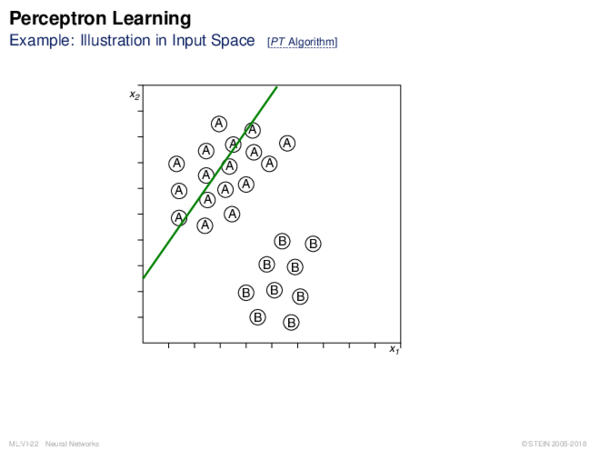 Perceptron Learning
Example: Illustration in Input Space [PT Algorithm]
x2
A
A A
A A A
A A A
A A
A A A
A A
A A
B B
B B
B B B
B B
x1
ML:VI-22 Neural Networks
© STEIN 2005-2018